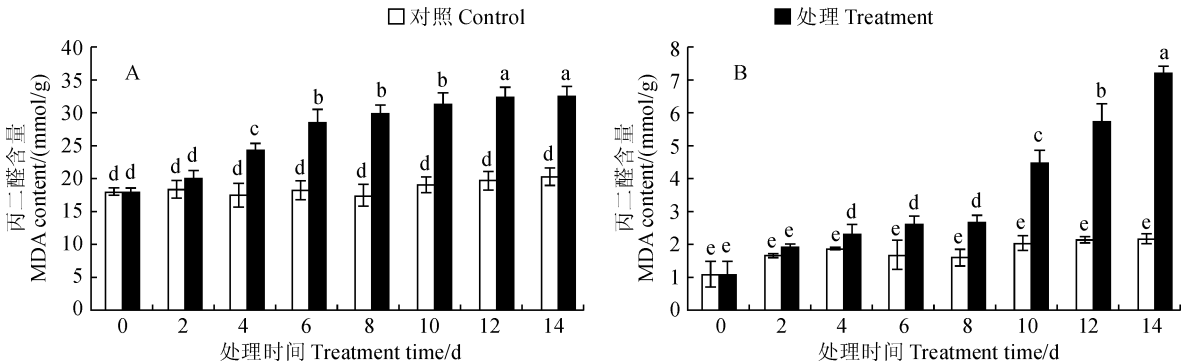 对照 Control
处理 Treatment
A
丙二醛含量
MDA content/(mmol/g)
40
35
30
25
20
15
10
5
0
d d
d d
d c
d b
d b
d b
d a
d a
0 2 4 6 8 10 12 14
处理时间 Treatment time/d
B
丙二醛含量
MDA content/(mmol/g)
8
7
6
5
4
3
2
1
0
e e
e e
e d
e d
e d
e c
e b
e a
0 2 4 6 8 10 12 14
处理时间 Treatment time/d